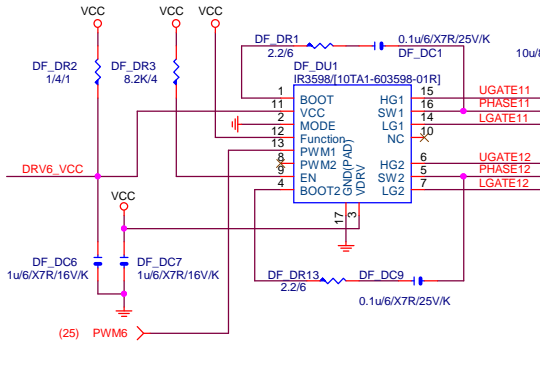 VCC VCC VCC
DF_DR1 0.1u/6/X7R/25V/K
2.2/6 DF_DC1 10u/8
DF_DR2 DF_DR3 DF_DU1
1/4/1 8.2K/4 IR3598/[10TA1-603598-01R]
1 BOOT HG1 15 UGATE11
11 VCC SW1 16 PHASE11
2 MODE LG1 14 LGATE11
12 Function NC 10
13 PWM1
8 PWM2 HG2 6 UGATE12
DRV6_VCC 9 EN SW2 5 PHASE12
4 BOOT2 LG2 7 LGATE12
GND(PAD) VDRV
17 3
VCC
DF_DC6 DF_DC7
1u/6/X7R/16V/K 1u/6/X7R/16V/K
DF_DR13 DF_DC9
2.2/6 0.1u/6/X7R/25V/K
(25) PWM6